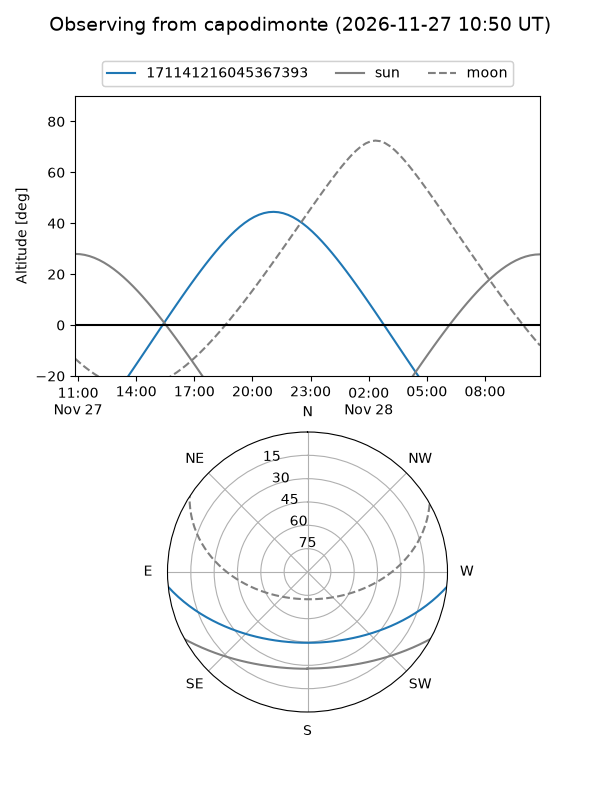 Observing from capodimonte (2026-11-27 10:50 UT)
171141216045367393 sun moon
Altitude [deg]
80
60
40
20
0
−20
11:00 14:00 17:00 20:00 23:00 02:00 05:00 08:00
Nov 27 Nov 28
N
NE NW
15
30
45
60
75
E W
SE SW
S